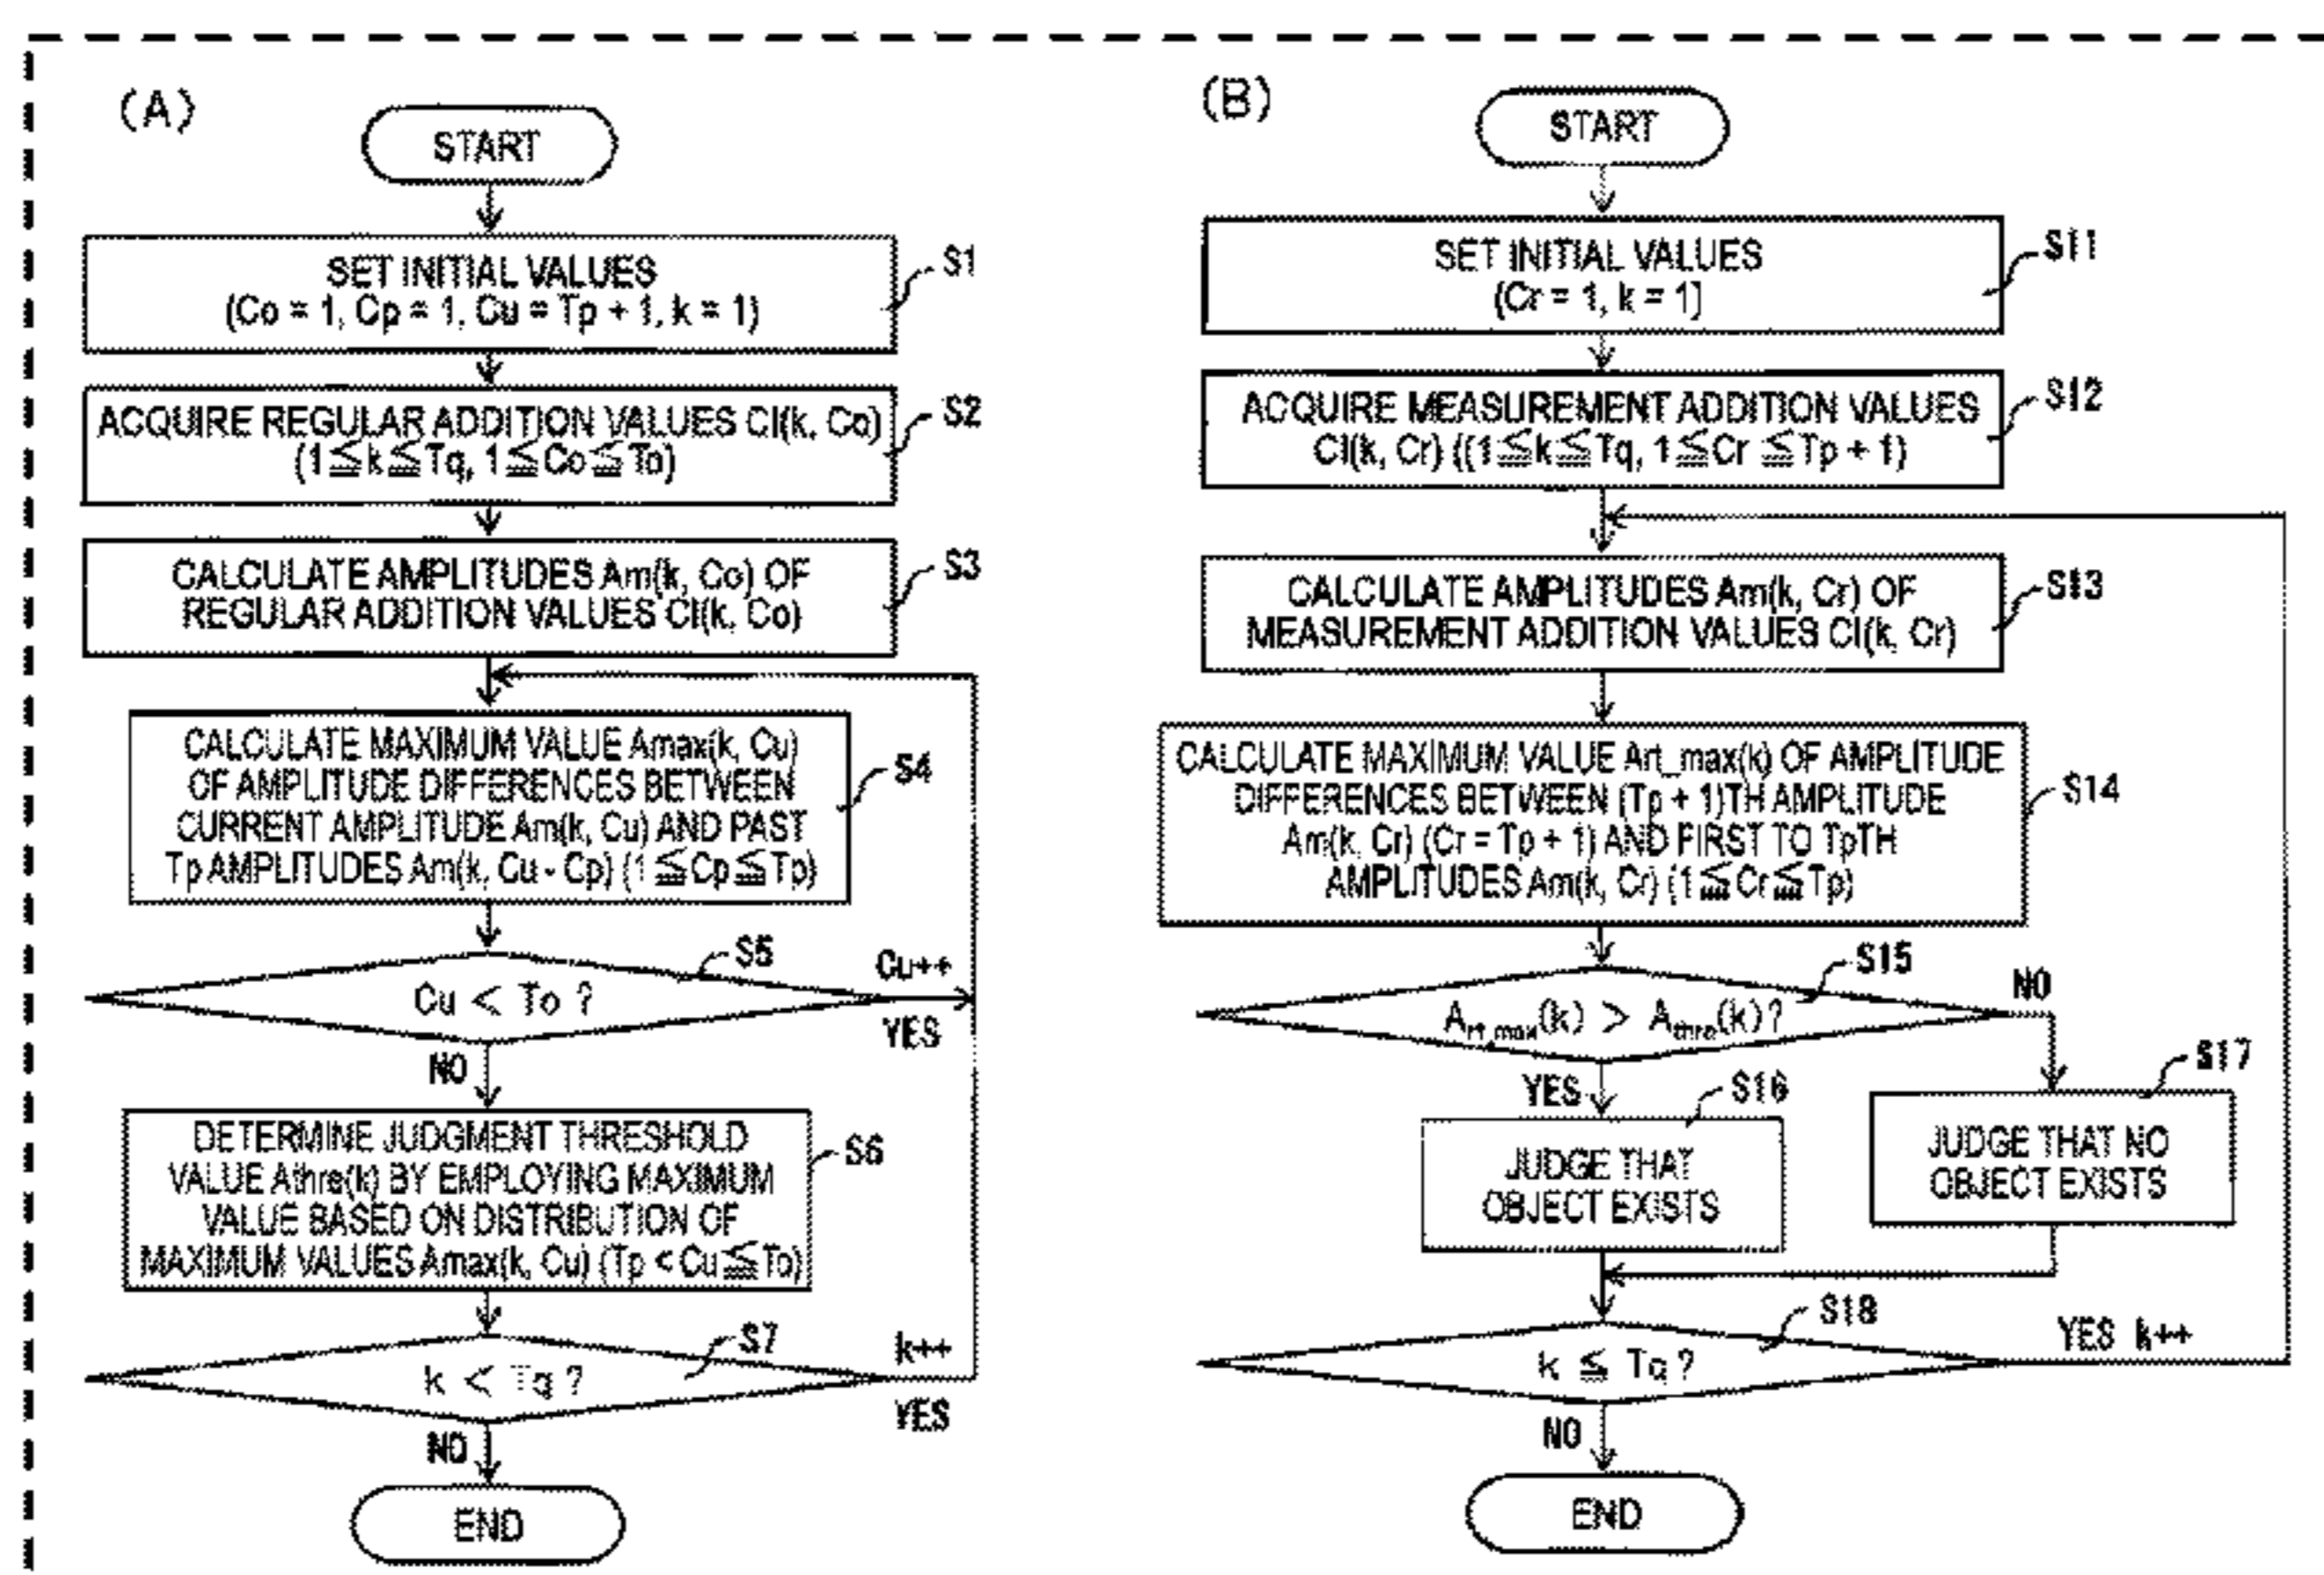 (A)
START
SET INITIAL VALUES
(Co = 1, Cp = 1, Cu = Tp + 1, k = 1)
S1
ACQUIRE REGULAR ADDITION VALUES CI(k, Co)
(1≦k≦Tq, 1≦Co≦To)
S2
CALCULATE AMPLITUDES Am(k, Co) OF
REGULAR ADDITION VALUES CI(k, Co)
S3
CALCULATE MAXIMUM VALUE Amax(k, Cu)
OF AMPLITUDE DIFFERENCES BETWEEN
CURRENT AMPLITUDE Am(k, Cu) AND PAST
Tp AMPLITUDES Am(k, Cu - Cp) (1≦Cp≦Tp)
S4
S5
Cu < To ?
Cu++
YES
NO
DETERMINE JUDGMENT THRESHOLD
VALUE Athre(k) BY EMPLOYING MAXIMUM
VALUE BASED ON DISTRIBUTION OF
MAXIMUM VALUES Amax(k, Cu) (Tp < Cu≦To)
S6
S7
k < Tq ?
k++
YES
NO
END
(B)
START
SET INITIAL VALUES
(Cr = 1, k = 1]
S11
ACQUIRE MEASUREMENT ADDITION VALUES
CI(k, Cr) ((1≦k≦Tq, 1≦Cr ≦Tp + 1)
S12
CALCULATE AMPLITUDES Am(k, Cr) OF
MEASUREMENT ADDITION VALUES CI(k, Cr)
S13
CALCULATE MAXIMUM VALUE Art_max(k) OF AMPLITUDE
DIFFERENCES BETWEEN (Tp + 1)TH AMPLITUDE
Am(k, Cr) (Cr = Tp + 1) AND FIRST TO TpTH
AMPLITUDES Am(k, Cr) (1≦Cr≦Tp)
S14
S15
Art_max(k) > Athre(k)?
NO
YES
S16
JUDGE THAT
OBJECT EXISTS
S17
JUDGE THAT NO
OBJECT EXISTS
S18
k ≦ Tq ?
YES k++
NO
END